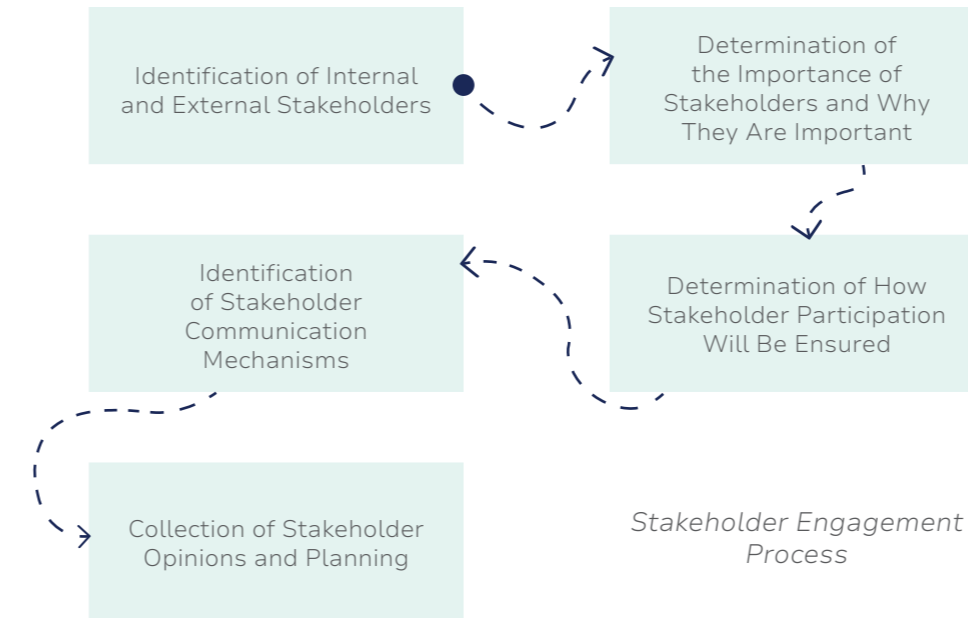 Identification of Internal
and External Stakeholders
Determination of
the Importance of
Stakeholders and Why
They Are Important
Determination of How
Stakeholder Participation
Will Be Ensured
Identification
of Stakeholder
Communication
Mechanisms
Collection of Stakeholder
Opinions and Planning
Stakeholder Engagement
Process